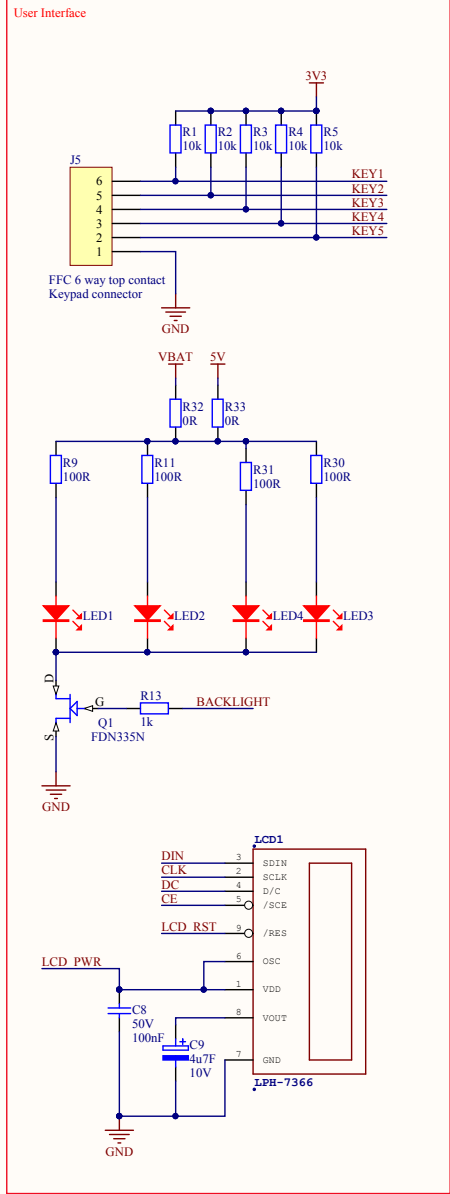 User Interface
3V3
R1 R2 R3 R4 R5
10k 10k 10k 10k 10k
J5
6 KEY1
5 KEY2
4 KEY3
3 KEY4
2 KEY5
1
FFC 6 way top contact
Keypad connector
GND
VBAT 5V
R32 R33
0R 0R
R9 R11 R31 R30
100R 100R 100R 100R
LED1 LED2 LED4 LED3
D
G R13 BACKLIGHT
Q1 1k
S FDN335N
GND
LCD1
DIN 3 SDIN
CLK 2 SCLK
DC 4 D/C
CE 5 /SCE
LCD_RST 9 /RES
6 OSC
LCD_PWR
1 VDD
C8 8 VOUT
50V
100nF
+ C9
4u7F 7 GND
10V
LPH-7366
GND